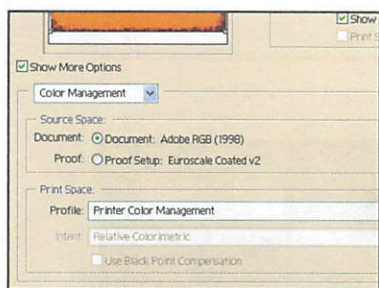 Show
Print S
Show More Options
Color Management
Source Space:
Document: Document: Adobe RGB (1998)
Proof: Proof Setup: Euroscale Coated v2
Print Space:
Profile: Printer Color Management
Intent: Relative Colorimetric
Use Black Point Compensation